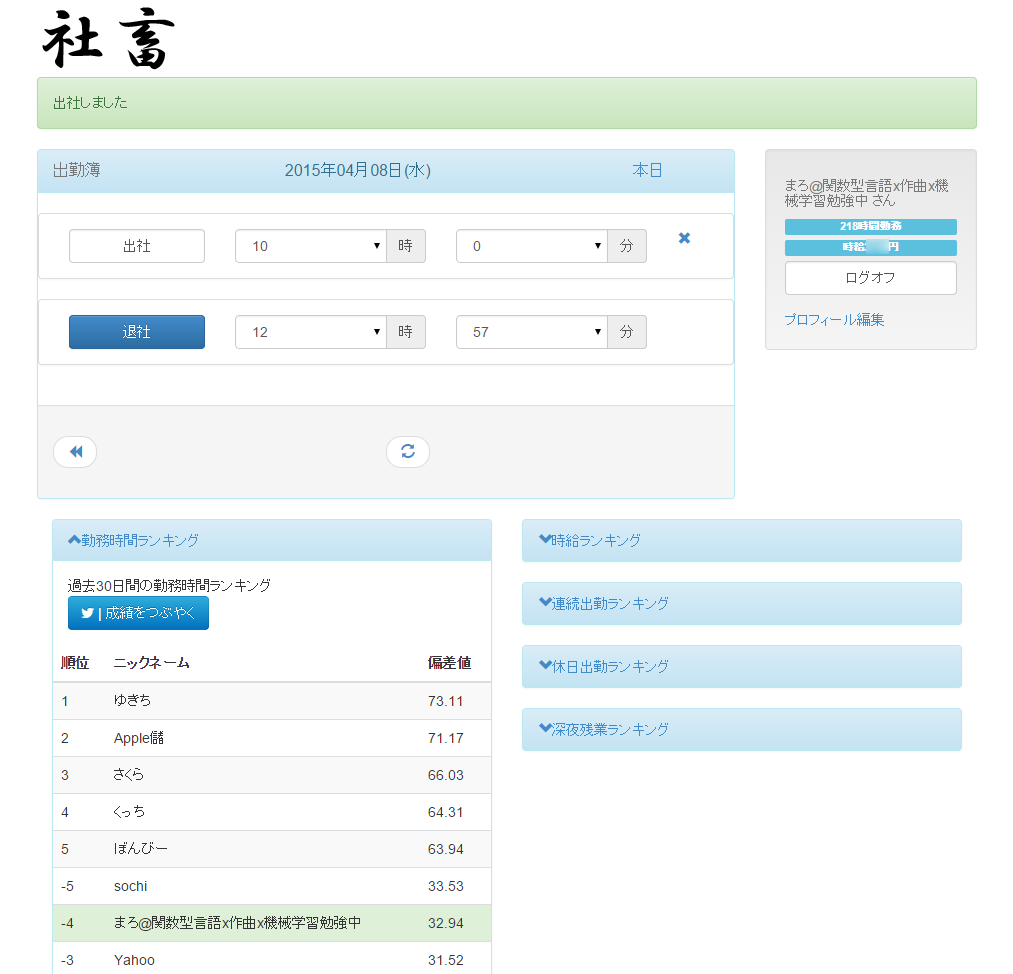 社畜
出社しました
出勤簿 2015年04月08日(水) 本日
出社 10 時 0 分
退社 12 時 57 分
まろ@関数型言語x作曲x機
械学習勉強中 さん
218時間勤務
時給 円
ログオフ
プロフィール編集
勤務時間ランキング
過去30日間の勤務時間ランキング
| 成績をつぶやく
順位 ニックネーム 偏差値
1 ゆきち 73.11
2 Apple儲 71.17
3 さくら 66.03
4 くっち 64.31
5 ぽんびー 63.94
-5 sochi 33.53
-4 まろ@関数型言語x作曲x機械学習勉強中 32.94
-3 Yahoo 31.52
時給ランキング
連続出勤ランキング
休日出勤ランキング
深夜残業ランキング